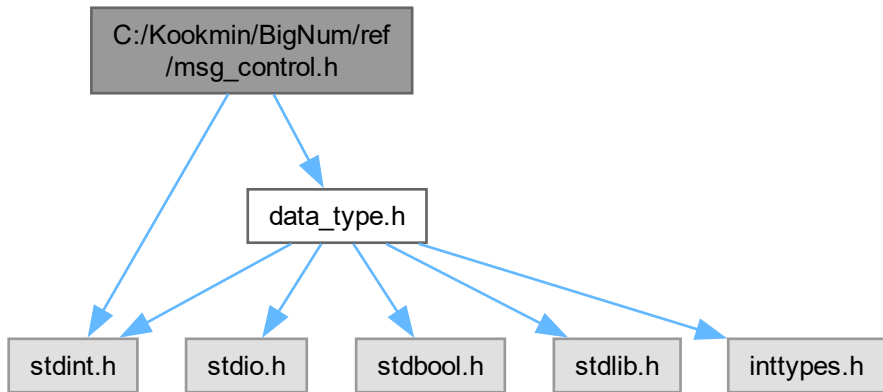 C:/Kookmin/BigNum/ref
/msg_control.h
data_type.h
stdint.h
stdio.h
stdbool.h
stdlib.h
inttypes.h